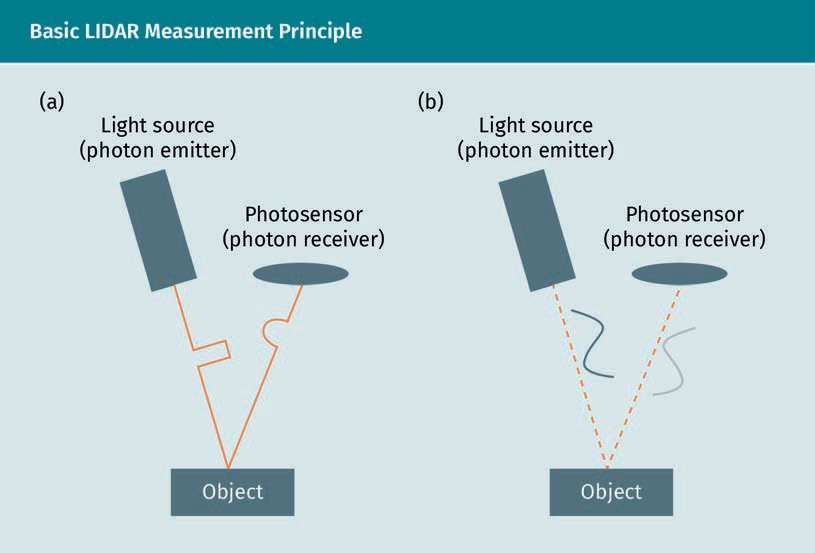 Basic LIDAR Measurement Principle
(a)
Light source
(photon emitter)
Photosensor
(photon receiver)
Object
(b)
Light source
(photon emitter)
Photosensor
(photon receiver)
Object